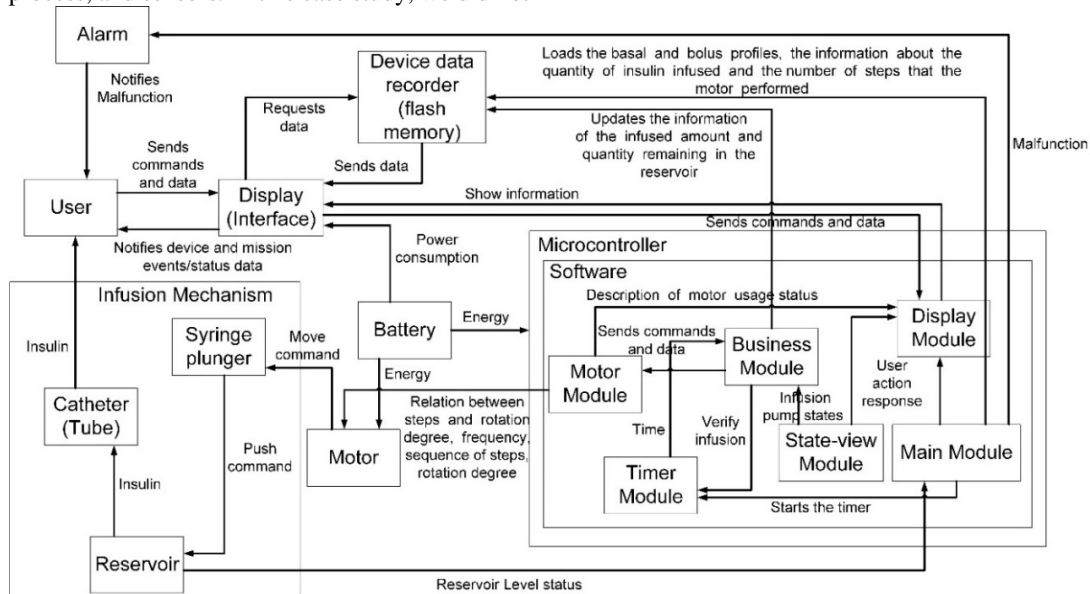 Alarm
Loads the basal and bolus profiles, the information about the
quantity of insulin infused and the number of steps that the
motor performed
Device data
recorder
(flash
memory)
Notifies
Malfunction
Requests
data
Updates the information
of the infused amount and
quantity remaining in the
reservoir
Malfunction
Sends
commands
and data
Sends data
User
Display
(Interface)
Show information
Sends commands and data
Notifies device and mission
events/status data
Power
consumption
Microcontroller
Software
Infusion Mechanism
Description of motor usage status
Syringe
plunger
Move
command
Battery
Energy
Sends commands
and data
Business
Module
Display
Module
Insulin
Energy
Motor
Module
User
action
response
Catheter
(Tube)
Relation between
steps and rotation
degree, frequency,
sequence of steps,
rotation degree
Time
Verify
infusion
Infusion
pump states
Push
command
Motor
State-view
Module
Main Module
Insulin
Timer
Module
Starts the timer
Reservoir
Reservoir Level status